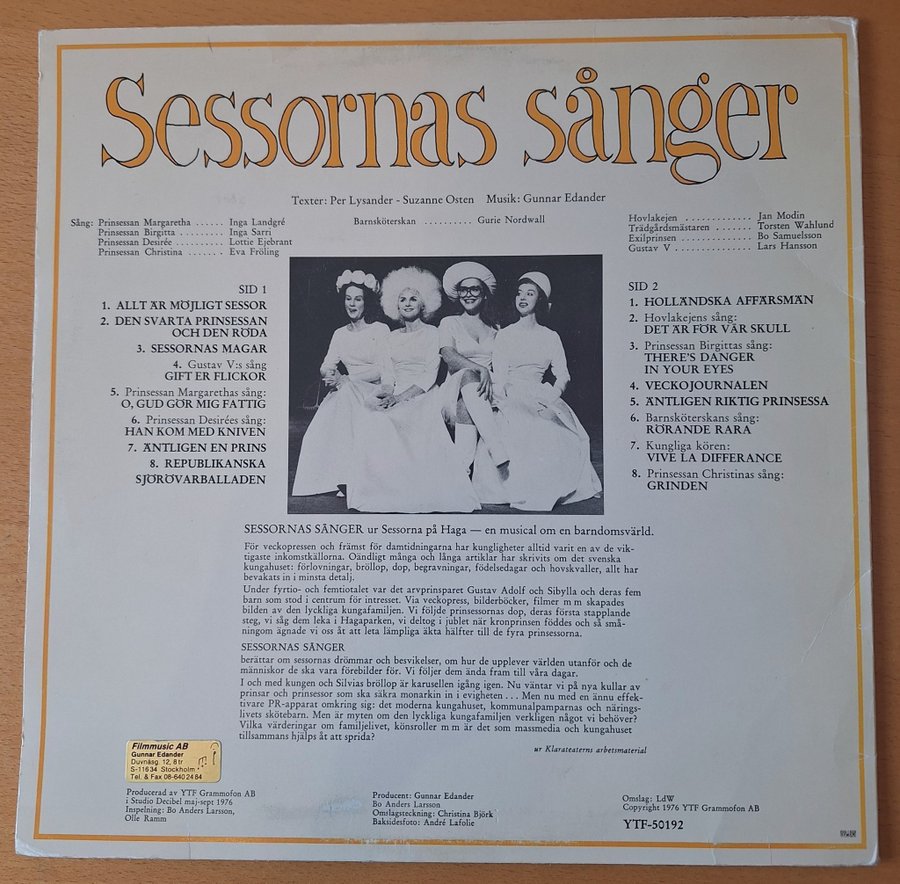 Sessornas sånger
Texter: Per Lysander - Suzanne Osten Musik: Gunnar Edander
Sång: Prinsessan Margaretha . . . . . . Inga Landgré
Prinsessan Birgitta . . . . . . . Inga Sarri
Prinsessan Desirée . . . . . . . . . . Lottie Ejebrant
Prinsessan Christina . . . . . . . Eva Fröling
Barnsköterskan . . . . . . . . . . Gurie Nordwall
Hovlakejen . . . . . . . . . . . . . Jan Modin
Trädgårdsmästaren . . . . . . . Torsten Wahlund
Exilprinsen . . . . . . . . . . . . . . Bo Samuelsson
Gustav V . . . . . . . . . . . . . . . Lars Hansson
SID 1
1. ALLT ÄR MÖJLIGT SESSOR
2. DEN SVARTA PRINSESSAN
OCH DEN RÖDA
3. SESSORNAS MAGAR
4. Gustav V:s sång
GIFT ER FLICKOR
5. Prinsessan Margarethas sång:
O, GUD GÖR MIG FATTIG
6. Prinsessan Desirées sång:
HAN KOM MED KNIVEN
7. ÄNTLIGEN EN PRINS
8. REPUBLIKANSKA
SJÖRÖVARBALLADEN
SID 2
1. HOLLÄNDSKA AFFÄRSMÄN
2. Hovlakejens sång:
DET ÄR FÖR VÅR SKULL
3. Prinsessan Birgittas sång:
THERE'S DANGER
IN YOUR EYES
4. VECKOJOURNALEN
5. ÄNTLIGEN RIKTIG PRINSESSA
6. Barnsköterskans sång:
RÖRANDE RARA
7. Kungliga kören:
VIVE LA DIFFERANCE
8. Prinsessan Christinas sång:
GRINDEN
SESSORNAS SÅNGER ur Sessorna på Haga — en musical om en barndomsvärld.
För veckopressen och främst för damtidningarna har kungligheter alltid varit en av de vik-
tigaste inkomstkällorna. Oändligt många och långa artiklar har skrivits om det svenska
kungahuset: förlovningar, bröllop, dop, begravningar, födelsedagar och hovskvaller, allt har
bevakats in i minsta detalj.
Under fyrtio- och femtiotalet var det arvprinsparet Gustav Adolf och Sibylla och deras fem
barn som stod i centrum för intresset. Via veckopress, bilderböcker, filmer m m skapades
bilden av den lyckliga kungafamiljen. Vi följde prinsessornas dop, deras första stapplande
steg, vi såg dem leka i Hagaparken, vi deltog i jublet när kronprinsen föddes och så små-
ningom ägnade vi oss åt att leta lämpliga äkta hälfter till de fyra prinsessorna.
SESSORNAS SÅNGER
berättar om sessornas drömmar och besvikelser, om hur de upplever världen utanför och de
människor de ska vara förebilder för. Vi följer dem ända fram till våra dagar.
I och med kungen och Silvias bröllop är karusellen igång igen. Nu väntar vi på nya kullar av
prinsar och prinsessor som ska säkra monarkin in i evigheten . . . Men nu med en ännu effek-
tivare PR-apparat omkring sig: det moderna kungahuset, kommunalpamparnas och närings-
livets skötebarn. Men är myten om den lyckliga kungafamiljen verkligen något vi behöver?
Vilka värderingar om familjelivet, könsroller m m är det som massmedia och kungahuset
tillsammans hjälps åt att sprida?
ur Klarateaterns arbetsmaterial
Filmmusic AB
Gunnar Edander
Duvnäsg. 12, 8 tr
S-116 34 Stockholm
Tel. & Fax 08-640 24 84
Producerad av YTF Grammofon AB
i Studio Decibel maj-sept 1976
Inspelning: Bo Anders Larsson,
Olle Ramm
Producent: Gunnar Edander
Bo Anders Larsson
Omslagsteckning: Christina Björk
Baksidesfoto: André Lafolie
Omslag: LdW
Copyright 1976 YTF Grammofon AB
YTF-50192